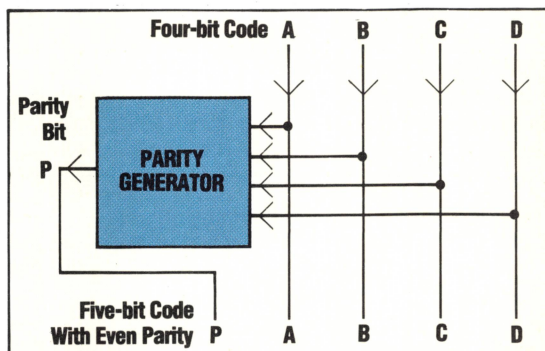 Four-bit Code A B C D
Parity
Bit
P
PARITY
GENERATOR
Five-bit Code
With Even Parity P A B C D